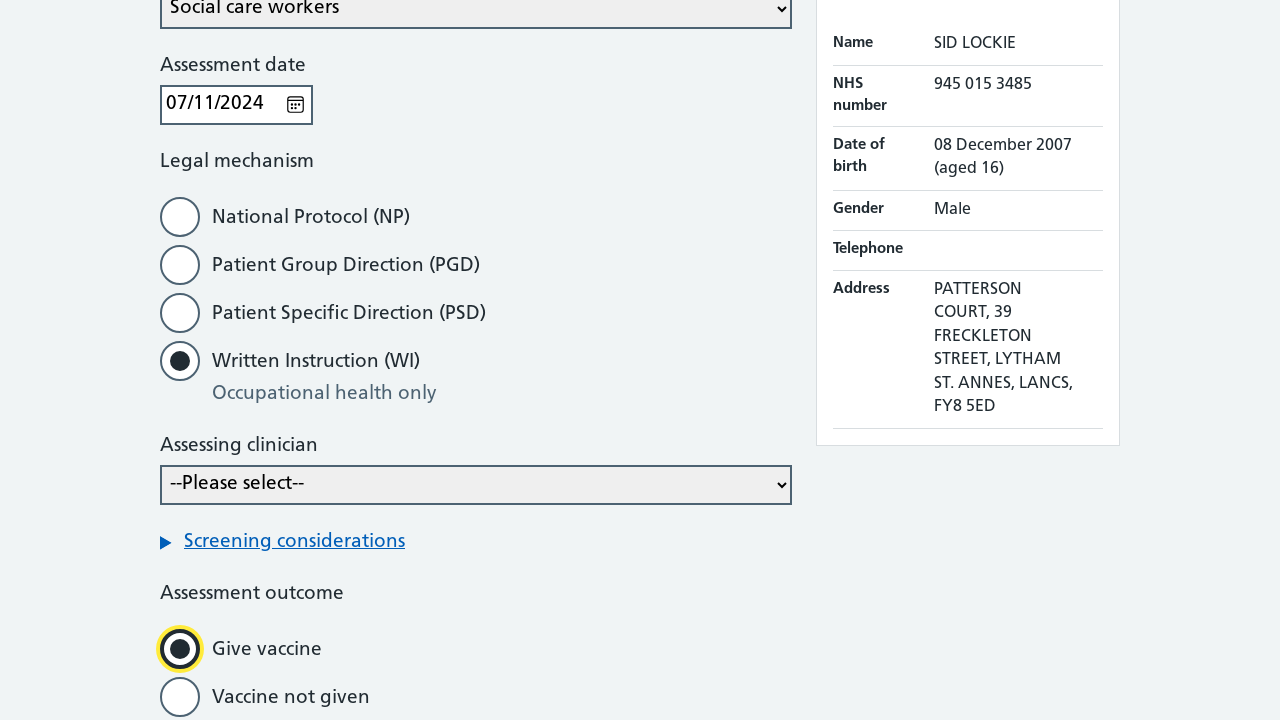 Social care workers
Assessment date
07/11/2024
Legal mechanism
National Protocol (NP)
Patient Group Direction (PGD)
Patient Specific Direction (PSD)
Written Instruction (WI)
Occupational health only
Assessing clinician
--Please select--
Screening considerations
Assessment outcome
Give vaccine
Vaccine not given
Name SID LOCKIE
NHS number 945 015 3485
Date of birth 08 December 2007 (aged 16)
Gender Male
Telephone
Address PATTERSON
COURT, 39
FRECKLETON
STREET, LYTHAM
ST. ANNES, LANCS,
FY8 5ED